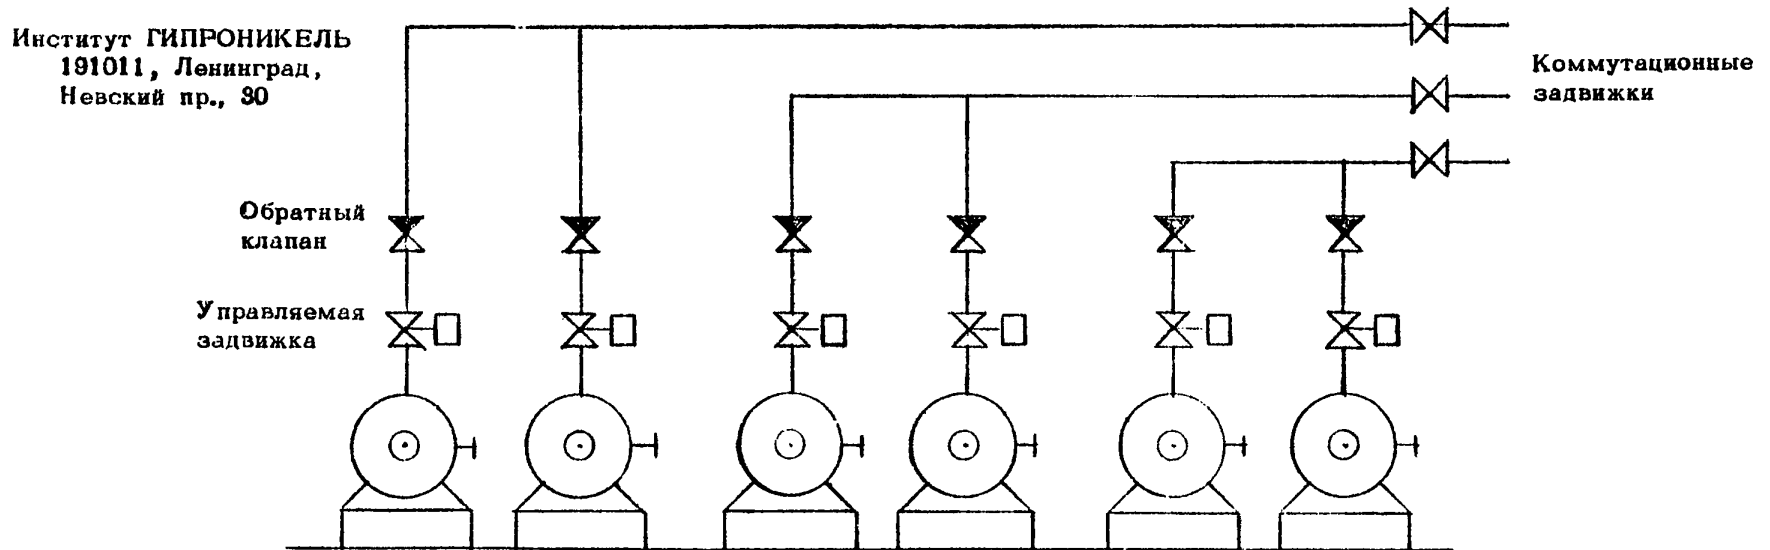 Институт ГИПРОНИКЕЛЬ
191011, Ленинград,
Невский пр., 30
Коммутационные
задвижки
Обратный
клапан
Управляемая
задвижка